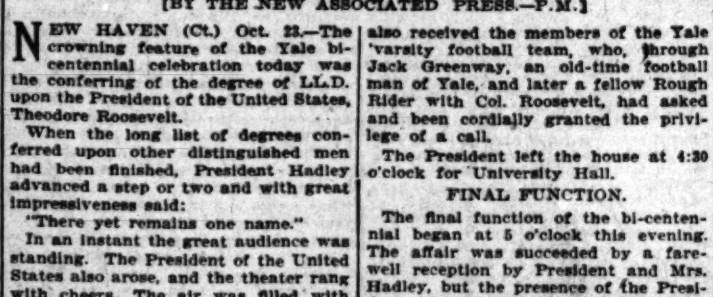 [BY THE NEW ASSOCIATED PRESS.—P.M.]
NEW HAVEN (Ct.) Oct. 23.—The
crowning feature of the Yale bi-
centennial celebration today was
the conferring of the degree of LL.D.
upon the President of the United States,
Theodore Roosevelt.
When the long list of degrees con-
ferred upon other distinguished men
had been finished, President Hadley
advanced a step or two and with great
impressiveness said:
"There yet remains one name."
In an instant the great audience was
standing. The President of the United
States also arose, and the theater rang
with cheers. The air was filled with
also received the members of the Yale
'varsity football team, who, through
Jack Greenway, an old-time football
man of Yale, and later a fellow Rough
Rider with Col. Roosevelt, had asked
and been cordially granted the privi-
lege of a call.
The President left the house at 4:30
o'clock for University Hall.
FINAL FUNCTION.
The final function of the bi-centen-
nial began at 5 o'clock this evening.
The affair was succeeded by a fare-
well reception by President and Mrs.
Hadley, but the presence of the Presi-